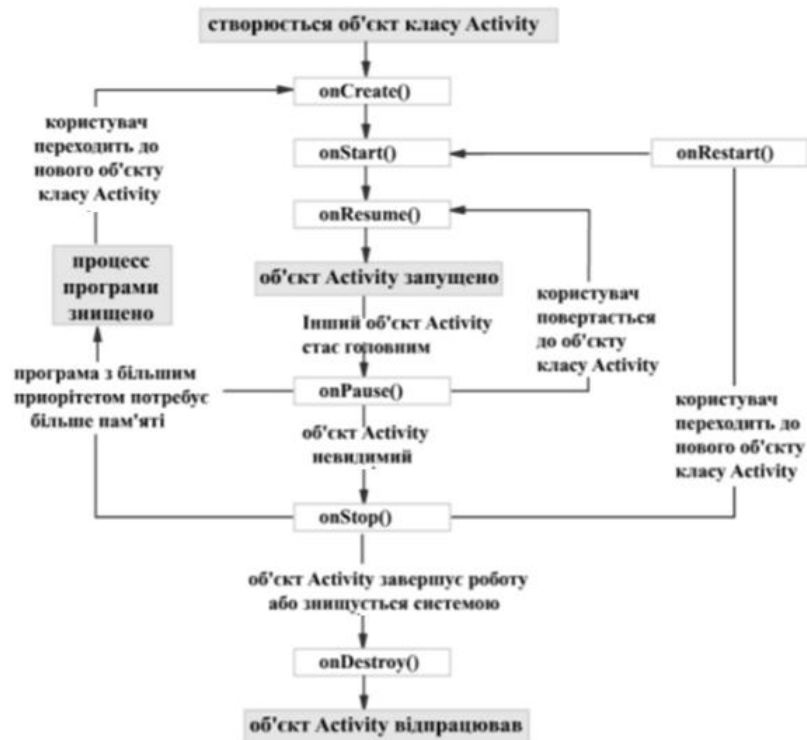 створюється об'єкт класу Activity
onCreate()
користувач
переходить до
нового об'єкту
класу Activity
onStart()
onRestart()
onResume()
процесс
програми
знищено
об'єкт Activity запущено
користувач
повертається
до об'єкту
класу Activity
Інший об'єкт Activity
стає головним
програма з більшим
приорітетом потребує
більше пам'яті
onPause()
користувач
переходить до
нового об'єкту
класу Activity
об'єкт Activity
невидимий
onStop()
об'єкт Activity завершує роботу
або знищується системою
onDestroy()
об'єкт Activity відпрацював